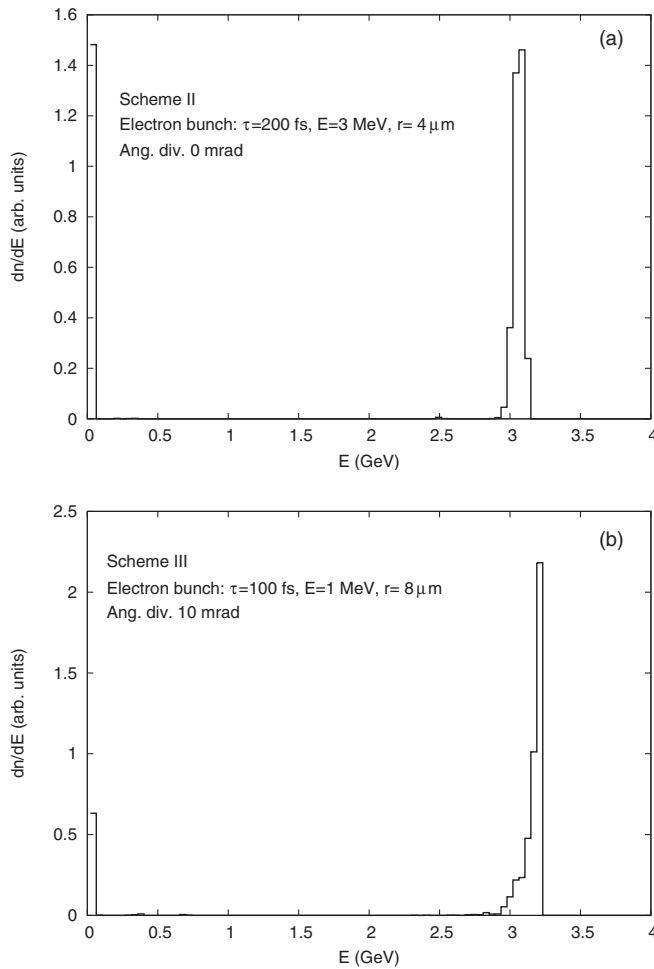 (a)
Scheme II
Electron bunch: τ=200 fs, E=3 MeV, r= 4 μm
Ang. div. 0 mrad
dn/dE (arb. units)
1.6
1.4
1.2
1
0.8
0.6
0.4
0.2
0
0 0.5 1 1.5 2 2.5 3 3.5 4
E (GeV)
(b)
Scheme III
Electron bunch: τ=100 fs, E=1 MeV, r= 8 μm
Ang. div. 10 mrad
dn/dE (arb. units)
2.5
2
1.5
1
0.5
0
0 0.5 1 1.5 2 2.5 3 3.5 4
E (GeV)